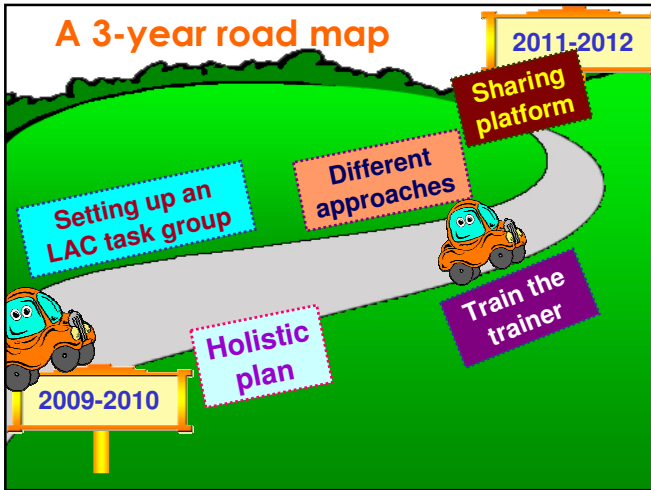 A 3-year road map
2011-2012
Sharing
platform
Different
approaches
Setting up an
LAC task group
Train the
trainer
Holistic
plan
2009-2010